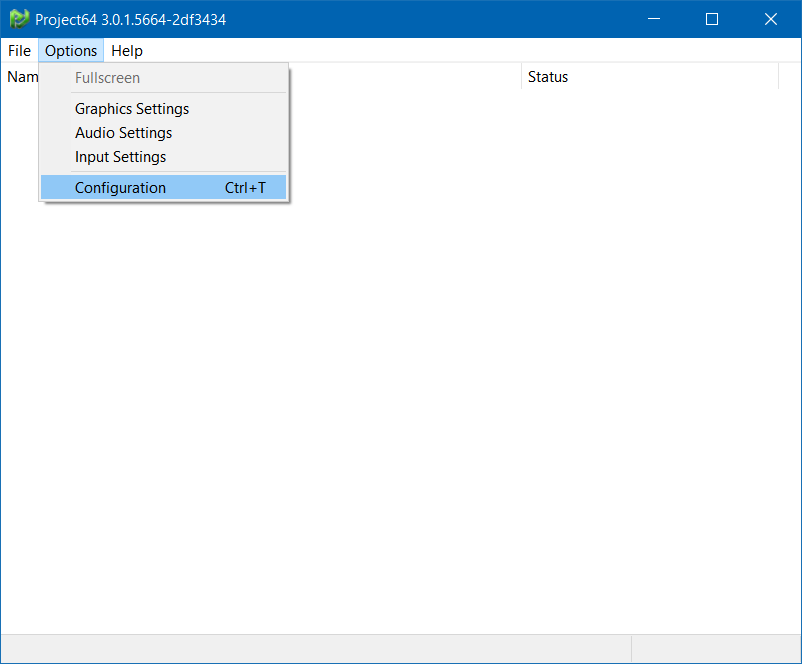 Project64 3.0.1.5664-2df3434
File Options Help
Nam Status
Fullscreen
Graphics Settings
Audio Settings
Input Settings
Configuration Ctrl+T